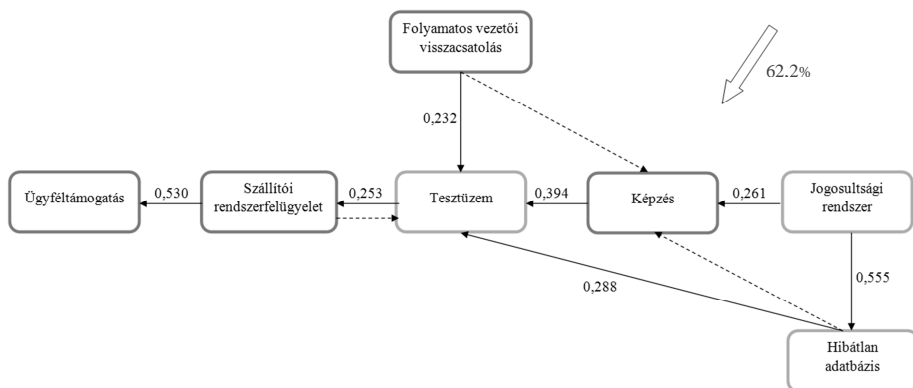 Folyamatos vezetői
visszacsatolás
62.2%
0,232
Ügyféltámogatás
0,530
Szállítói
rendszerfelügyelet
0,253
Tesztüzem
0,394
Képzés
0,261
Jogosultsági
rendszer
0,288
0,555
Hibátlan
adatbázis